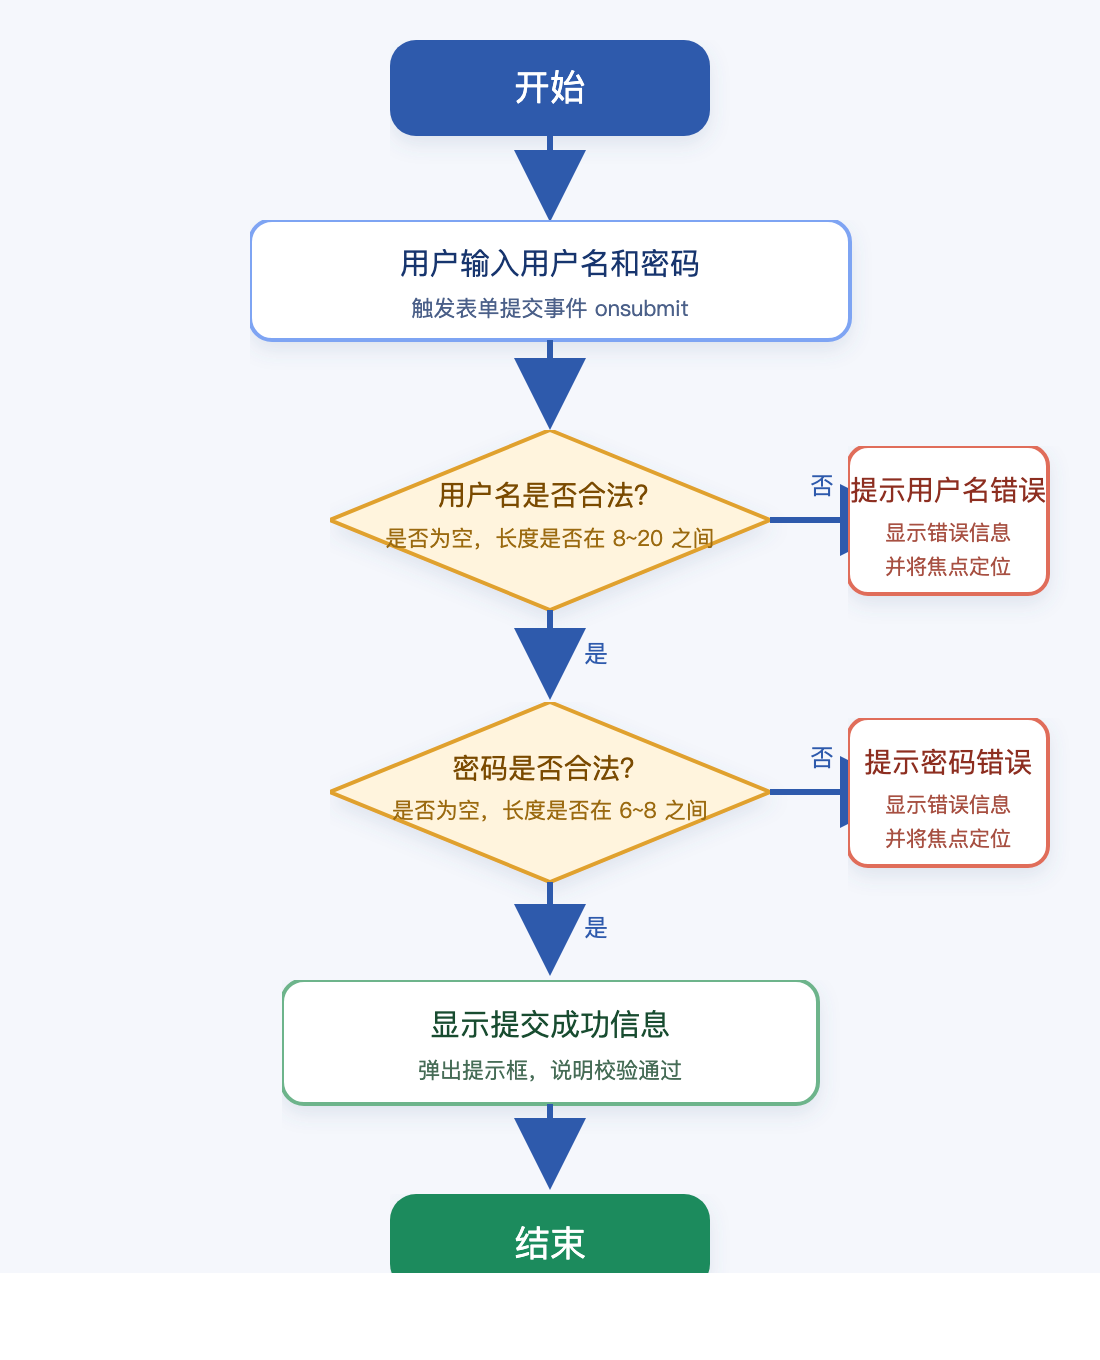 开始
用户输入用户名和密码
触发表单提交事件 onsubmit
用户名是否合法?
是否为空，长度是否在 8~20 之间
否
提示用户名错误
显示错误信息
并将焦点定位
是
密码是否合法?
是否为空，长度是否在 6~8 之间
否
提示密码错误
显示错误信息
并将焦点定位
是
显示提交成功信息
弹出提示框，说明校验通过
结束